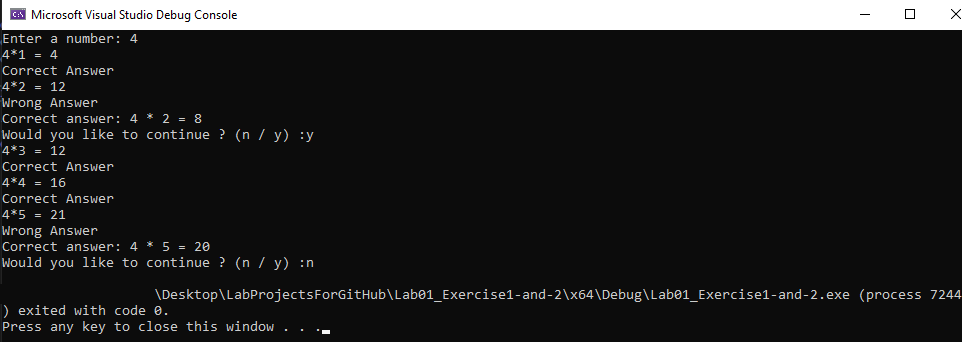 Microsoft Visual Studio Debug Console
Enter a number: 4
4*1 = 4
Correct Answer
4*2 = 12
Wrong Answer
Correct answer: 4 * 2 = 8
Would you like to continue ? (n / y) :y
4*3 = 12
Correct Answer
4*4 = 16
Correct Answer
4*5 = 21
Wrong Answer
Correct answer: 4 * 5 = 20
Would you like to continue ? (n / y) :n
\Desktop\LabProjectsForGitHub\Lab01_Exercise1-and-2\x64\Debug\Lab01_Exercise1-and-2.exe (process 7244
) exited with code 0.
Press any key to close this window . . .